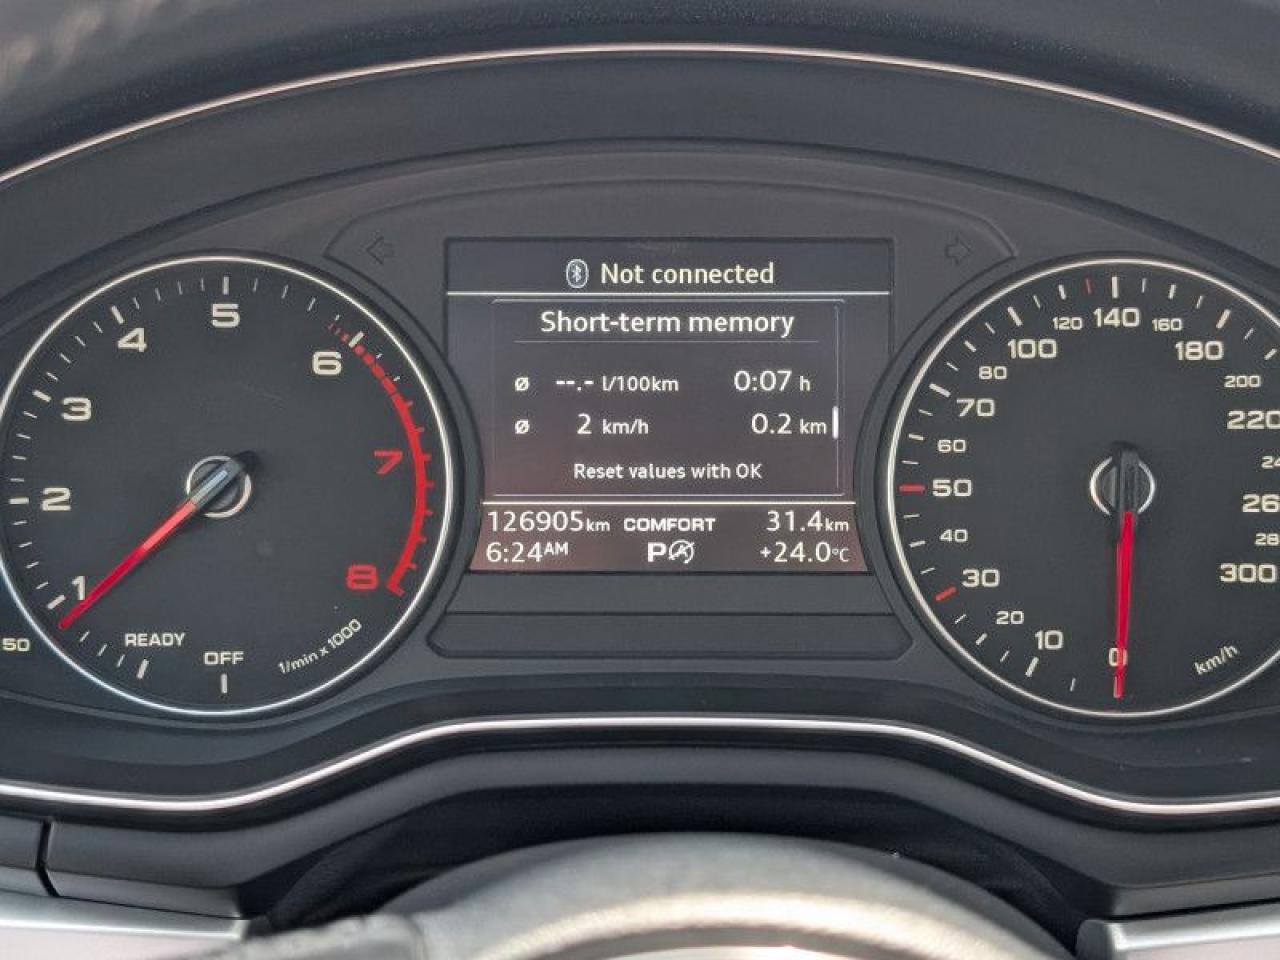 Not connected
Short-term memory
ø --.- l/100km 0:07 h
ø 2 km/h 0.2 km
Reset values with OK
126905km COMFORT 31.4km
6:24AM P +24.0°C
1
2
3
4
5
6
7
8
50
READY
OFF
1/min x 1000
0
10
20
30
40
50
60
70
80
100
120
140
160
180
200
220
300
km/h